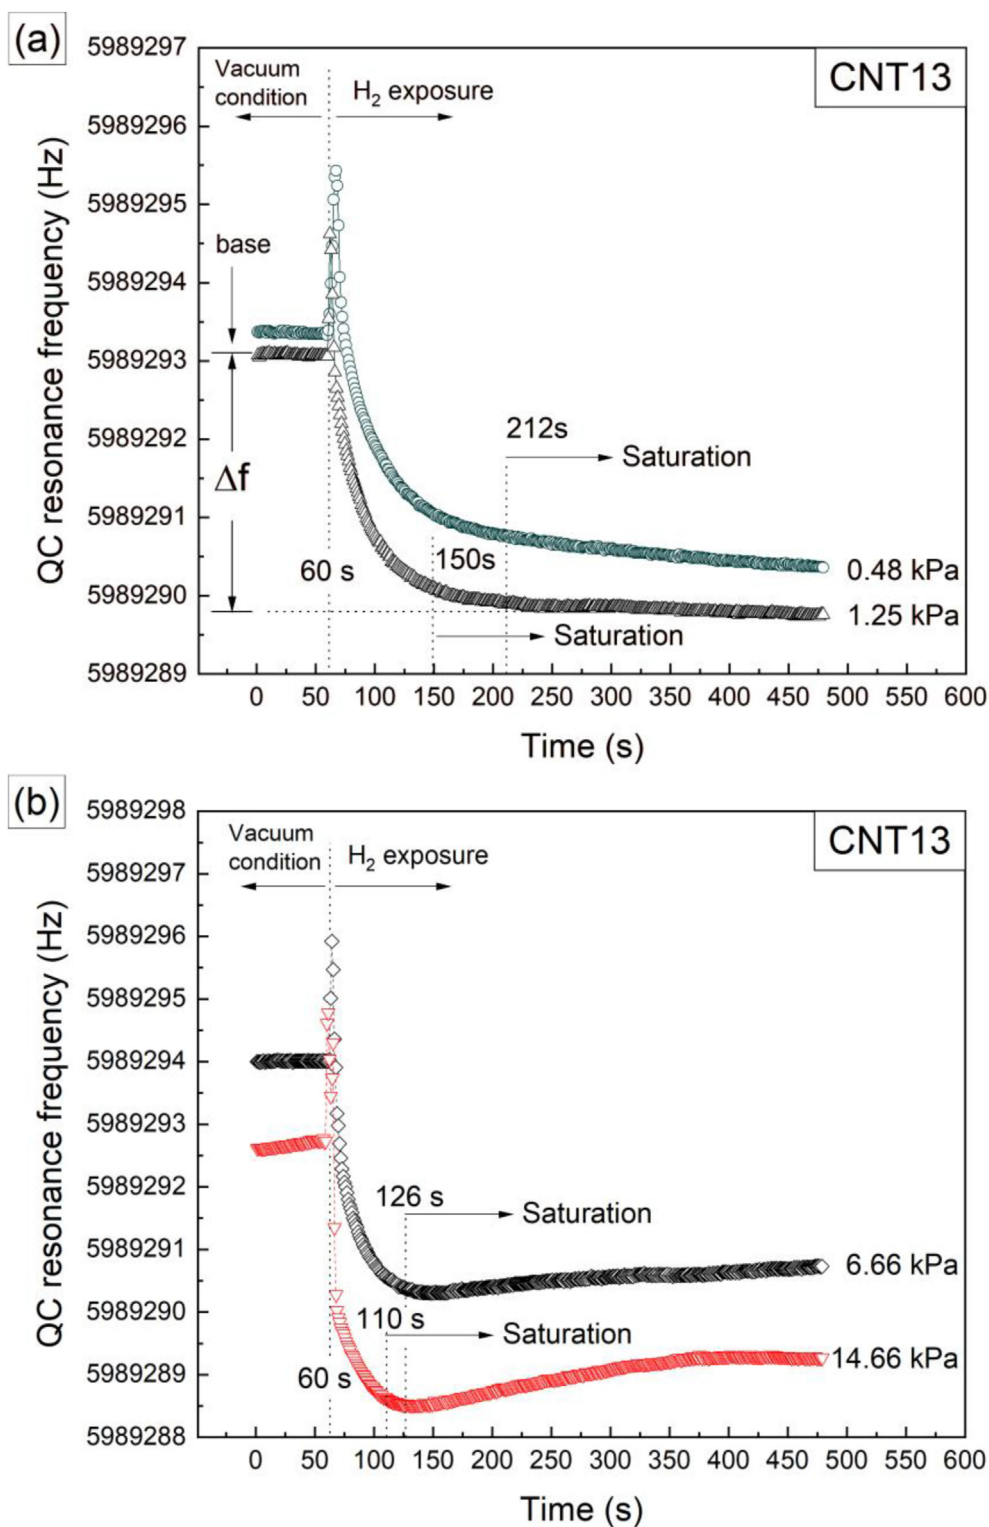 (a)
CNT13
QC resonance frequency (Hz)
5989297
5989296
5989295
5989294
5989293
5989292
5989291
5989290
5989289
Vacuum
condition
H₂ exposure
base
Δf
212s
Saturation
60 s
150s
Saturation
0.48 kPa
1.25 kPa
0 50 100 150 200 250 300 350 400 450 500 550 600
Time (s)
(b)
CNT13
QC resonance frequency (Hz)
5989298
5989297
5989296
5989295
5989294
5989293
5989292
5989291
5989290
5989289
5989288
Vacuum
condition
H₂ exposure
126 s
Saturation
110 s
Saturation
60 s
6.66 kPa
14.66 kPa
0 50 100 150 200 250 300 350 400 450 500 550 600
Time (s)